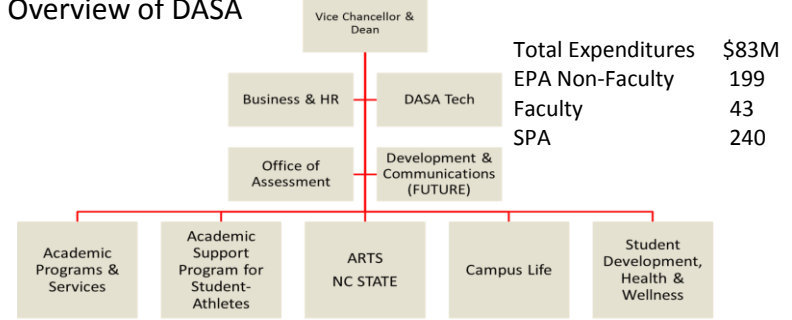 Overview of DASA
Vice Chancellor &
Dean
Total Expenditures $83M
EPA Non-Faculty 199
Faculty 43
SPA 240
Business & HR
DASA Tech
Office of
Assessment
Development &
Communications
(FUTURE)
Academic
Programs &
Services
Academic
Support
Program for
Student-
Athletes
ARTS
NC STATE
Campus Life
Student
Development,
Health &
Wellness